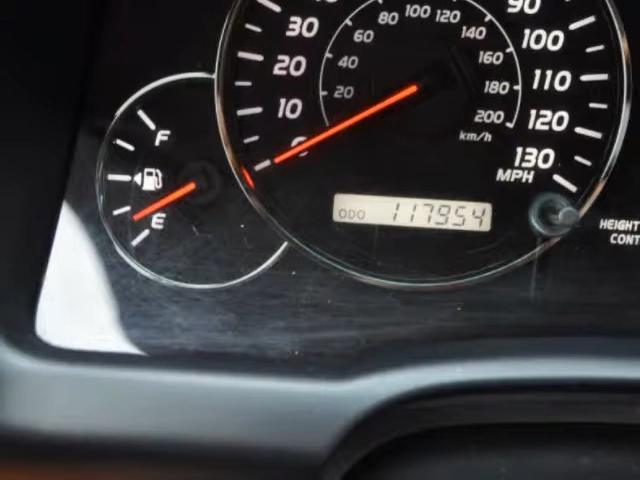 90
80 100 120
30 60 140 100
20 40 160 110
20 180
10 200 120
F km/h
0 130
MPH
E ODO 117954
HEIGHT
CONT